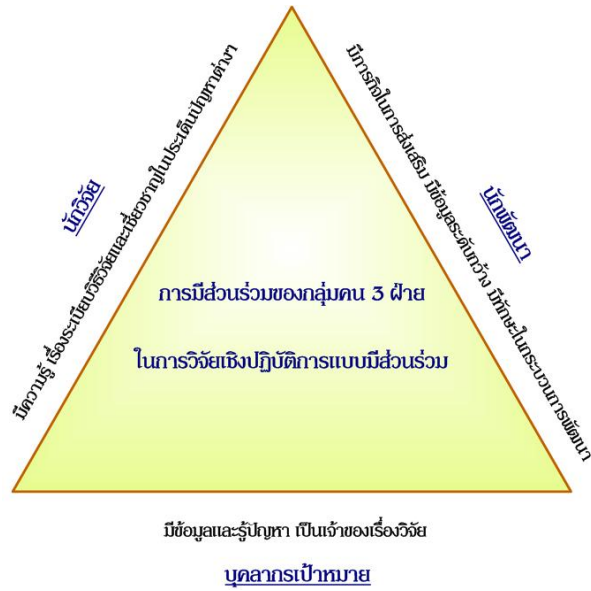 นักวิจัย
มีความรู้ เรื่องระเบียบวิธีวิจัยและเชี่ยวชาญในประเด็นปัญหาต่างๆ
นักพัฒนา
มีภารกิจในการส่งเสริม มีข้อมูลระดับกว้าง มีทักษะในกระบวนการพัฒนา
การมีส่วนร่วมของกลุ่มคน 3 ฝ่าย
ในการวิจัยเชิงปฏิบัติการแบบมีส่วนร่วม
มีข้อมูลและรู้ปัญหา เป็นเจ้าของเรื่องวิจัย
บุคลากรเป้าหมาย